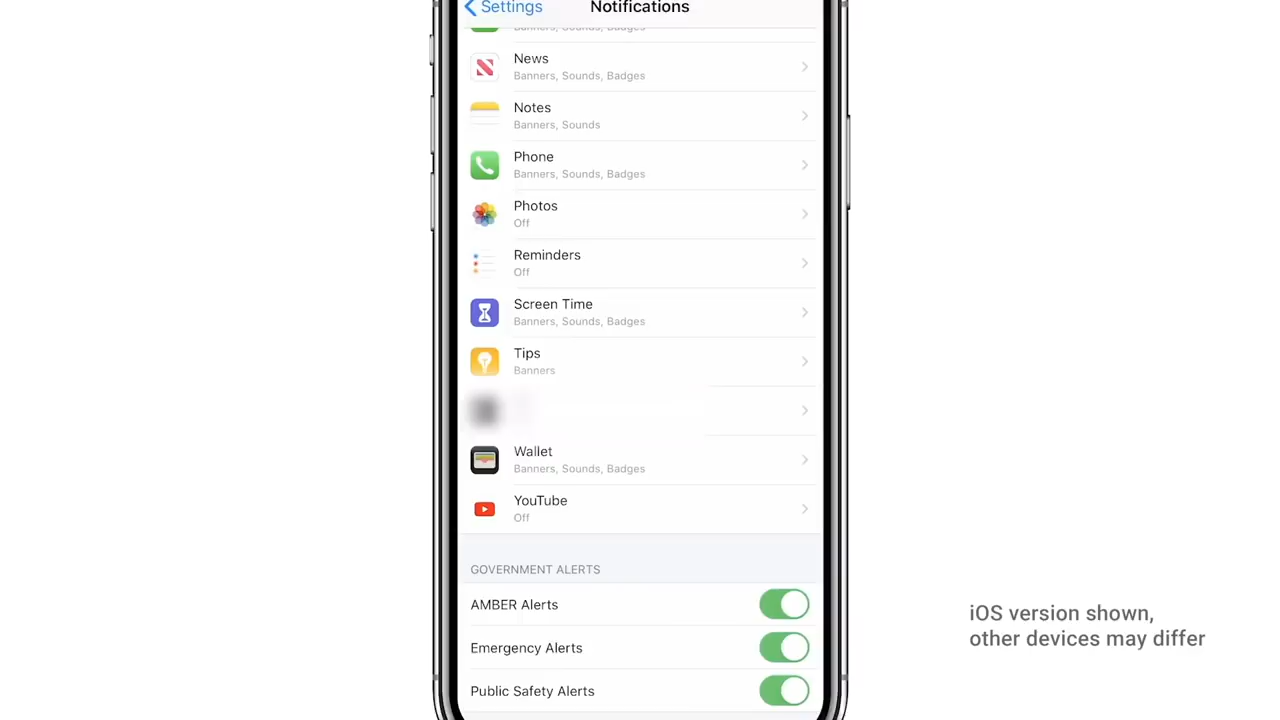 Settings
Notifications
Banners, Sounds, Badges
News
Banners, Sounds, Badges
Notes
Banners, Sounds
Phone
Banners, Sounds, Badges
Photos
Off
Reminders
Off
Screen Time
Banners, Sounds, Badges
Tips
Banners
Wallet
Banners, Sounds, Badges
YouTube
Off
GOVERNMENT ALERTS
AMBER Alerts
Emergency Alerts
Public Safety Alerts
iOS version shown,
other devices may differ